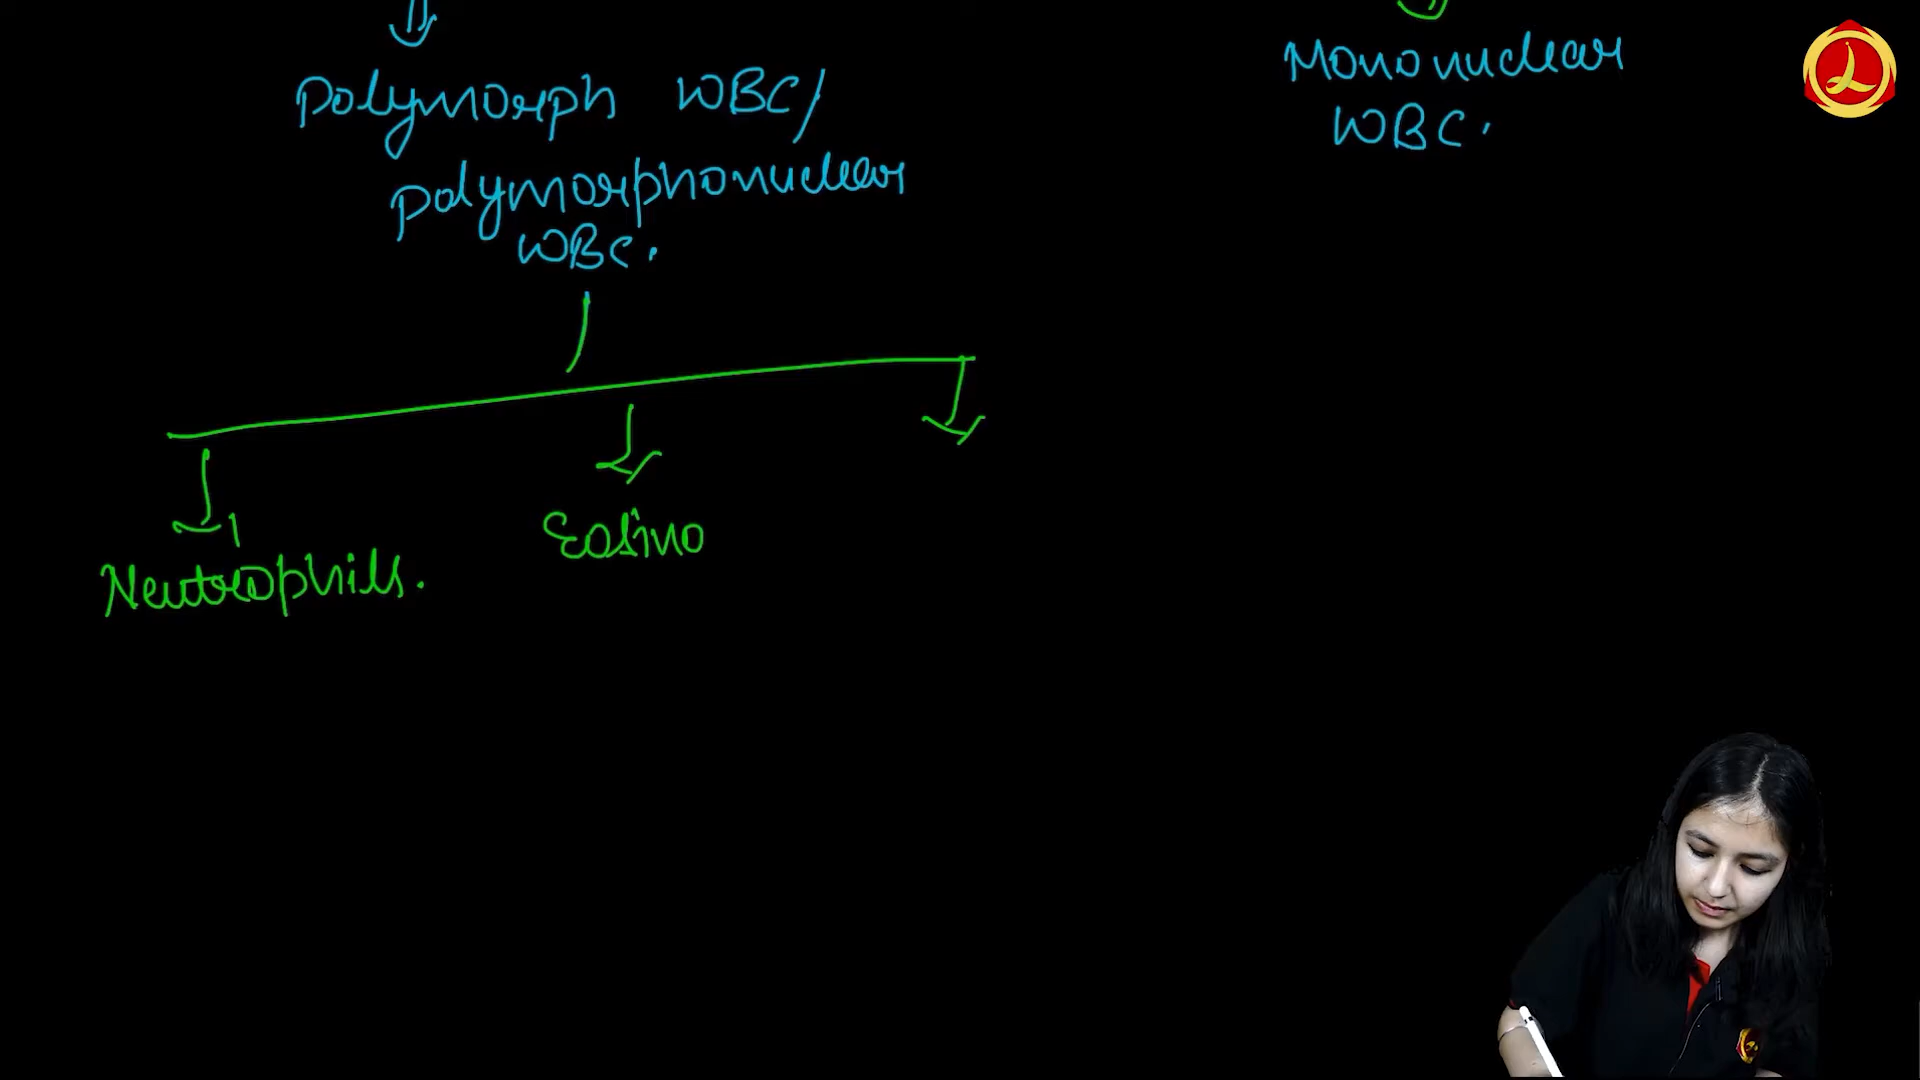 Polymorph WBC/
polymorphonuclear
WBC.
Mononuclear
WBC.
Neutrophils.
Eosino